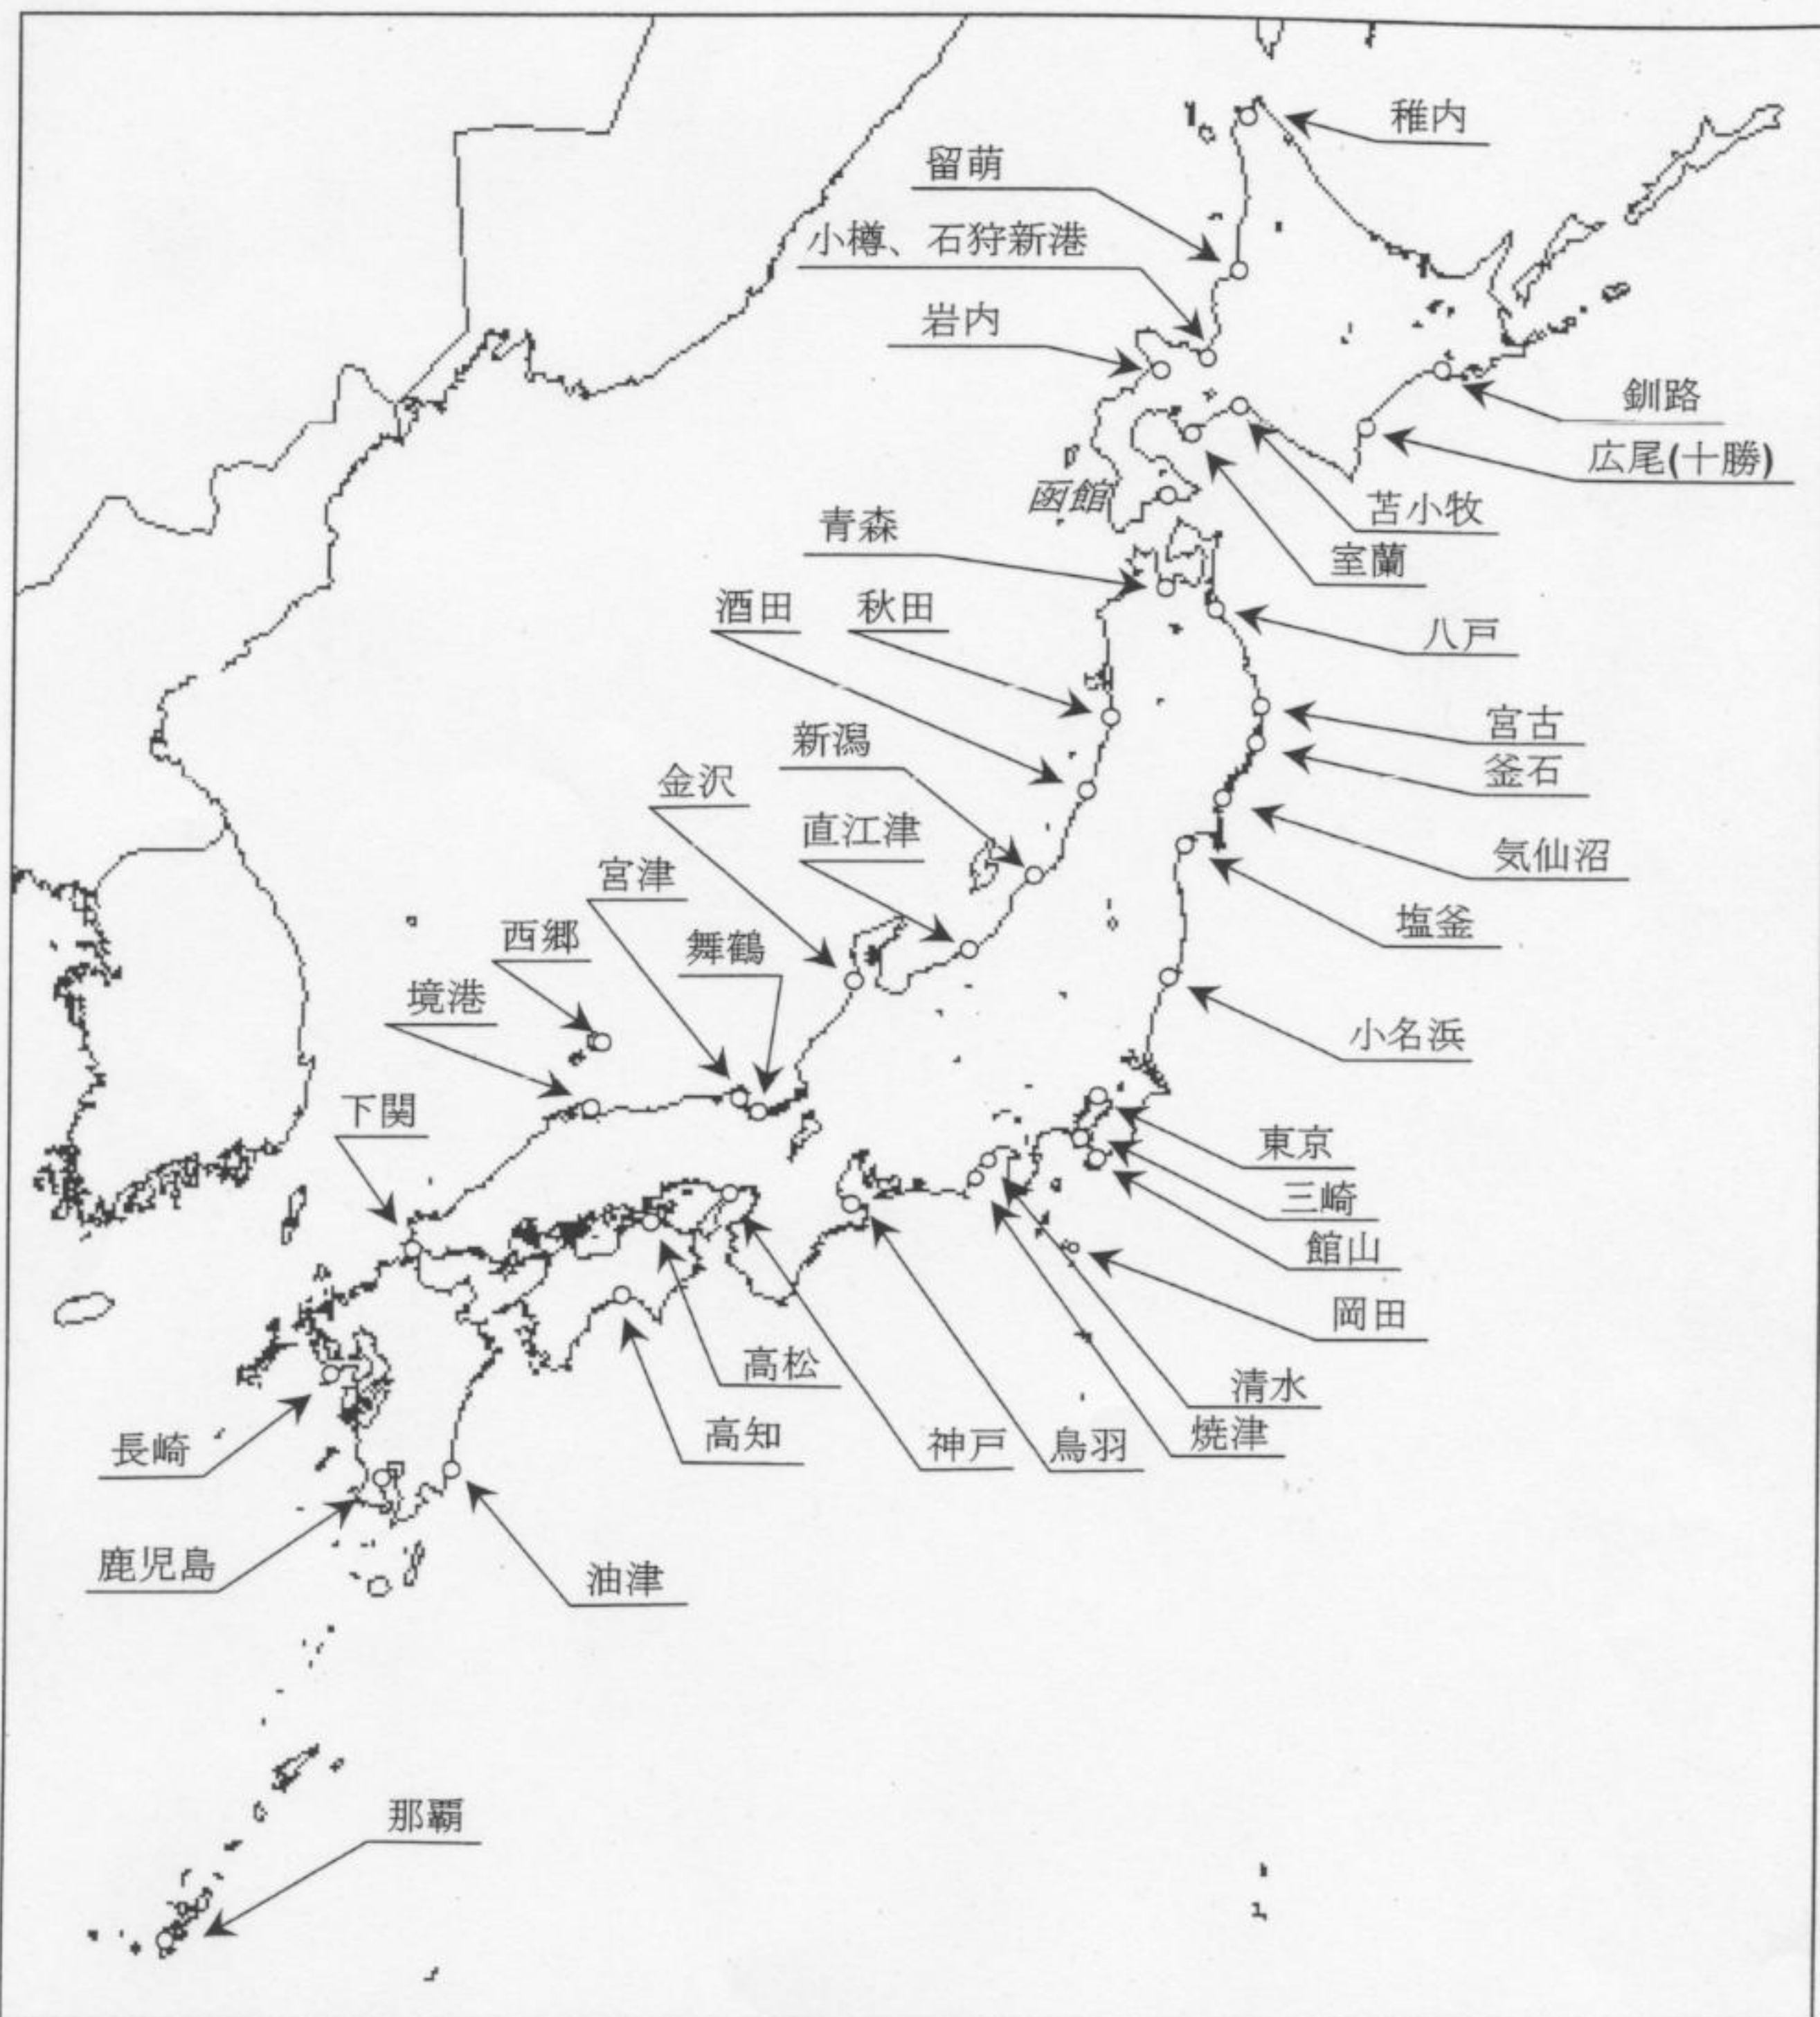 稚内
留萌
小樽、石狩新港
岩内
釧路
広尾(十勝)
函館
苫小牧
青森
室蘭
酒田
秋田
八戸
宮古
新潟
釜石
金沢
直江津
気仙沼
宮津
塩釜
西郷
舞鶴
境港
小名浜
下関
東京
三崎
館山
岡田
高松
清水
高知
神戸
鳥羽
焼津
長崎
鹿児島
油津
那覇